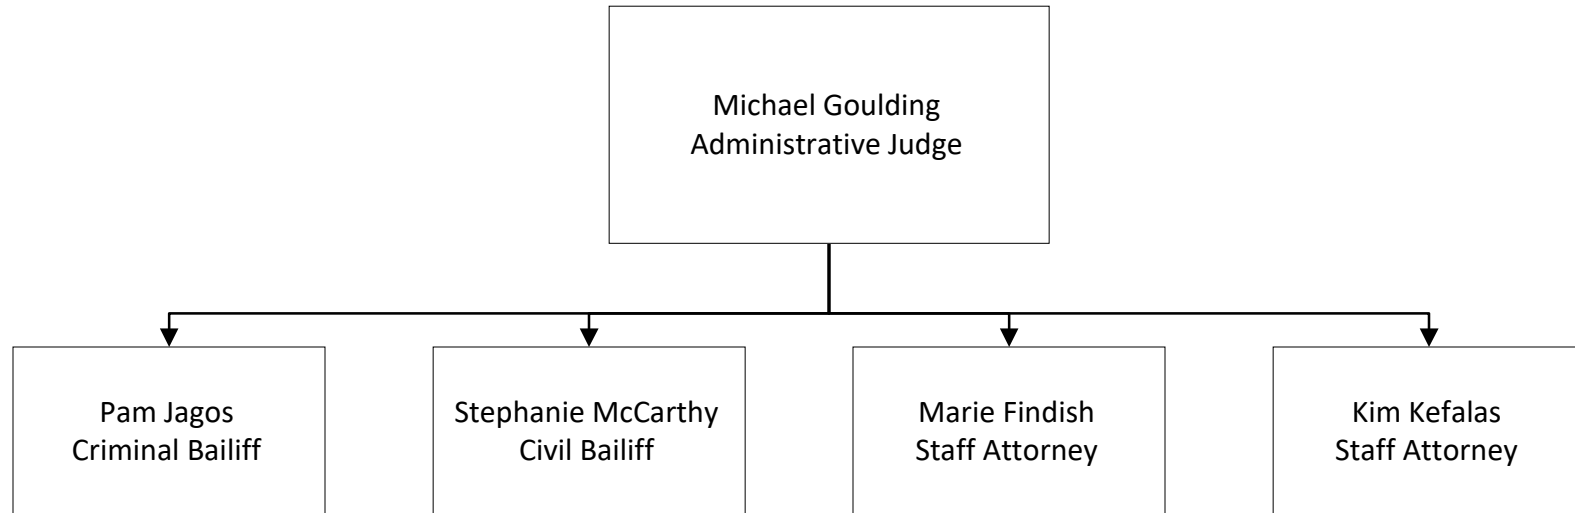 Michael Goulding
Administrative Judge
Pam Jagos
Criminal Bailiff
Stephanie McCarthy
Civil Bailiff
Marie Findish
Staff Attorney
Kim Kefalas
Staff Attorney